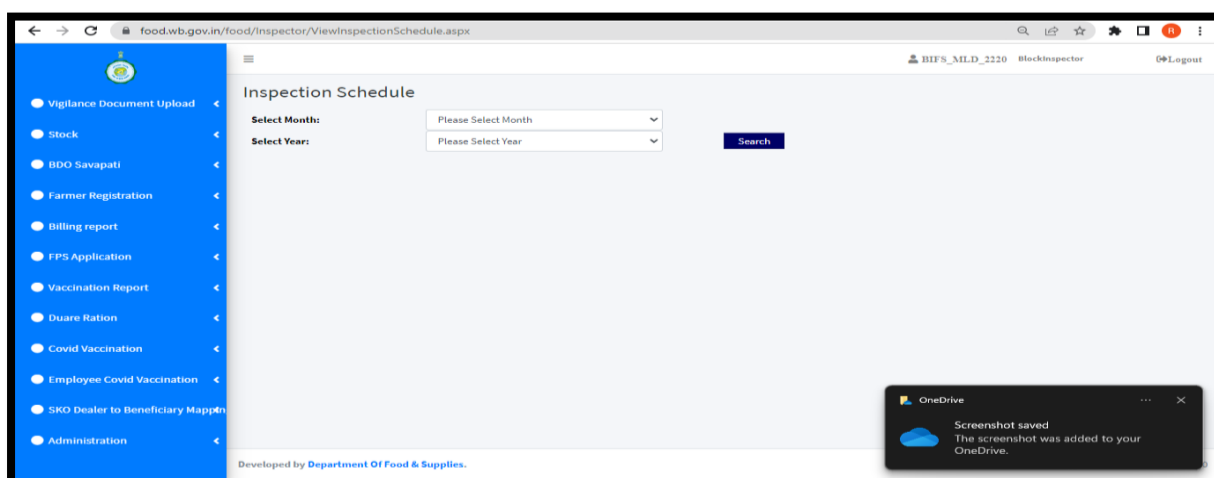 food.wb.gov.in/food/Inspector/ViewInspectionSchedule.aspx
R
BIFS_MLD_2220 BlockInspector Logout
Vigilance Document Upload
Stock
BDO Savapati
Farmer Registration
Billing report
FPS Application
Vaccination Report
Duare Ration
Covid Vaccination
Employee Covid Vaccination
SKO Dealer to Beneficiary Mappin
Administration
Inspection Schedule
Select Month: Please Select Month
Select Year: Please Select Year Search
OneDrive
Screenshot saved
The screenshot was added to your
OneDrive.
Developed by Department Of Food & Supplies.